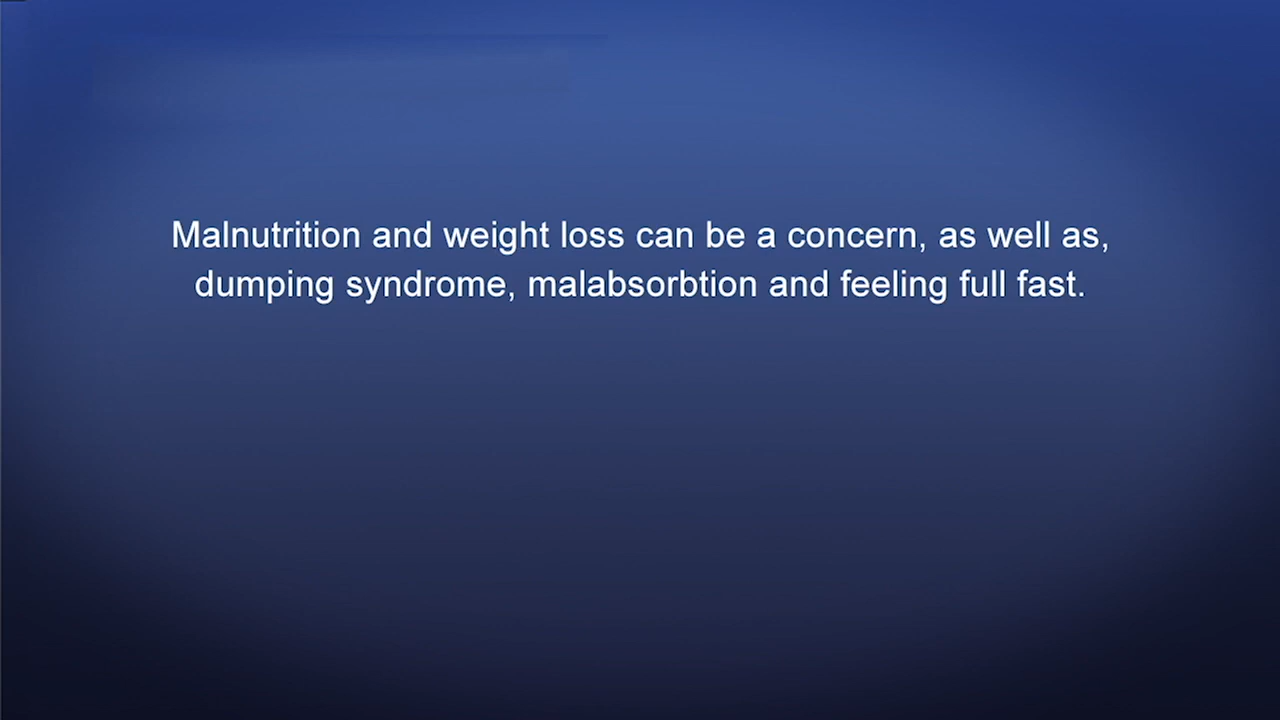 Malnutrition and weight loss can be a concern, as well as,
dumping syndrome, malabsorbtion and feeling full fast.